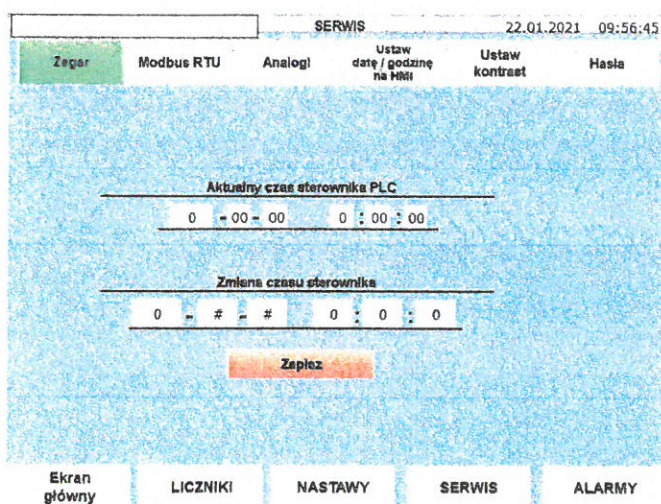 SERWIS 22.01.2021 09:56:45
Zegar Modbus RTU Analogi Ustaw datę / godzinę na HMI Ustaw kontrast Hasła
Aktualny czas sterownika PLC
0 - 00 - 00 0 : 00 : 00
Zmiana czasu sterownika
0 - # - # 0 : 0 : 0
Zapisz
Ekran główny LICZNIKI NASTAWY SERWIS ALARMY